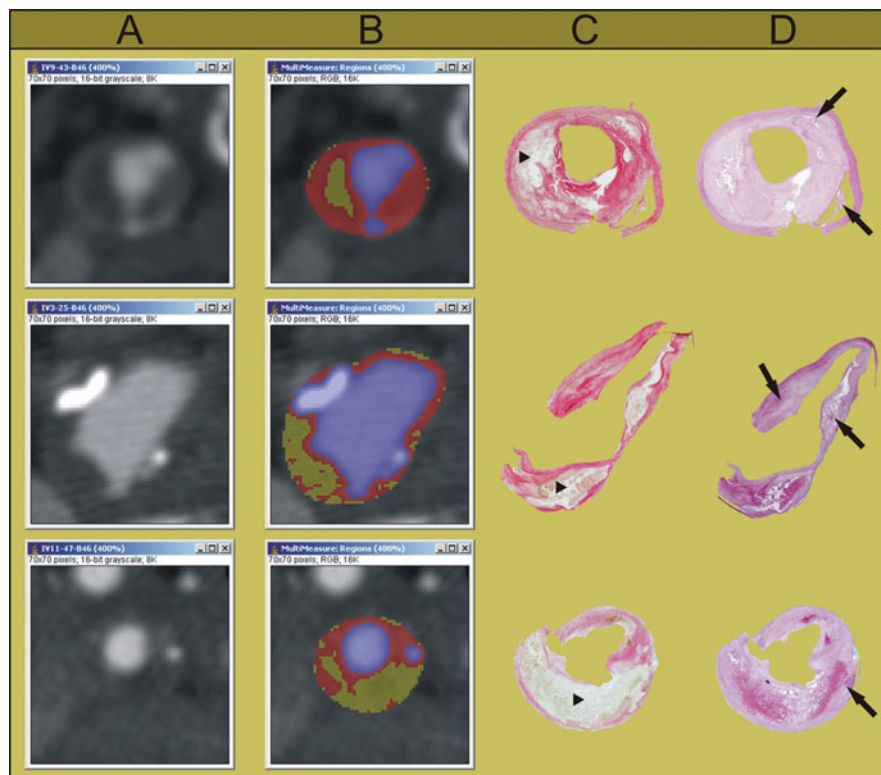 A B C D
IV9-43-B46 (400%)
70x70 pixels; 16-bit grayscale; 8K
MultiMeasure: Regions (400%)
70x70 pixels; RGB; 16K
IV3-25-B46 (400%)
70x70 pixels; 16-bit grayscale; 8K
MultiMeasure: Regions (400%)
70x70 pixels; RGB; 16K
IV11-47-B46 (400%)
70x70 pixels; 16-bit grayscale; 8K
MultiMeasure: Regions (400%)
70x70 pixels; RGB; 16K